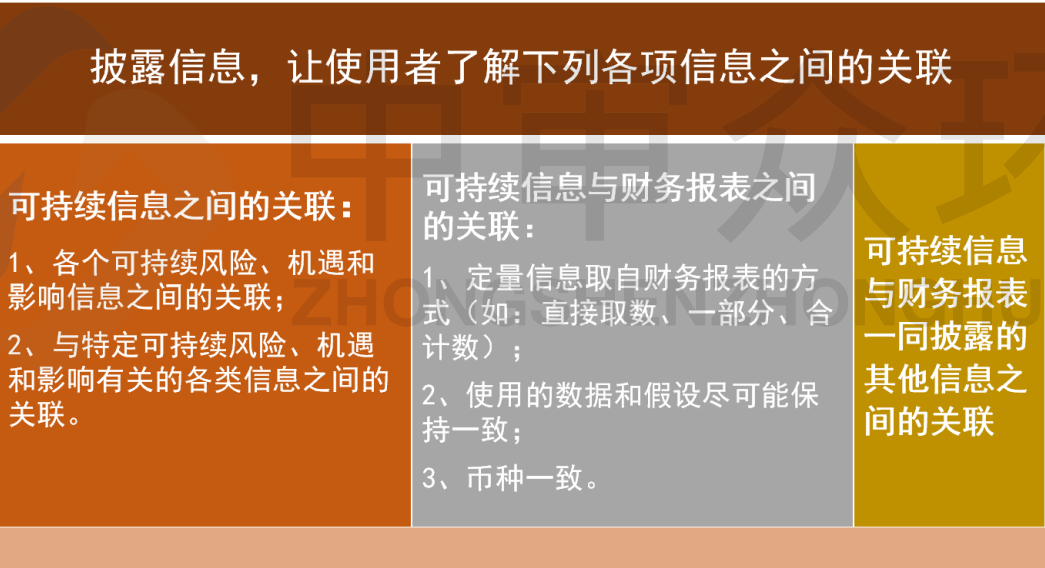 披露信息，让使用者了解下列各项信息之间的关联
可持续信息之间的关联：
1、各个可持续风险、机遇和
影响信息之间的关联；
2、与特定可持续风险、机遇
和影响有关的各类信息之间的
关联。
可持续信息与财务报表之间
的关联：
1、定量信息取自财务报表的方
式（如：直接取数、一部分、合
计数）；
2、使用的数据和假设尽可能保
持一致；
3、币种一致。
可持续信息
与财务报表
一同披露的
其他信息之
间的关联
中审众环